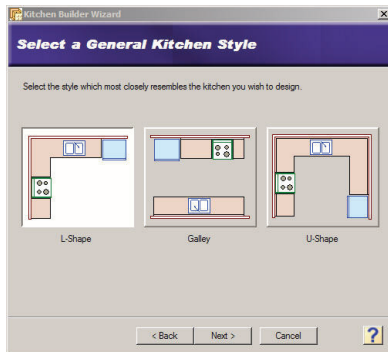 Kitchen Builder Wizard
Select a General Kitchen Style
Select the style which most closely resembles the kitchen you wish to design.
L-Shape Galley U-Shape
< Back Next > Cancel ?